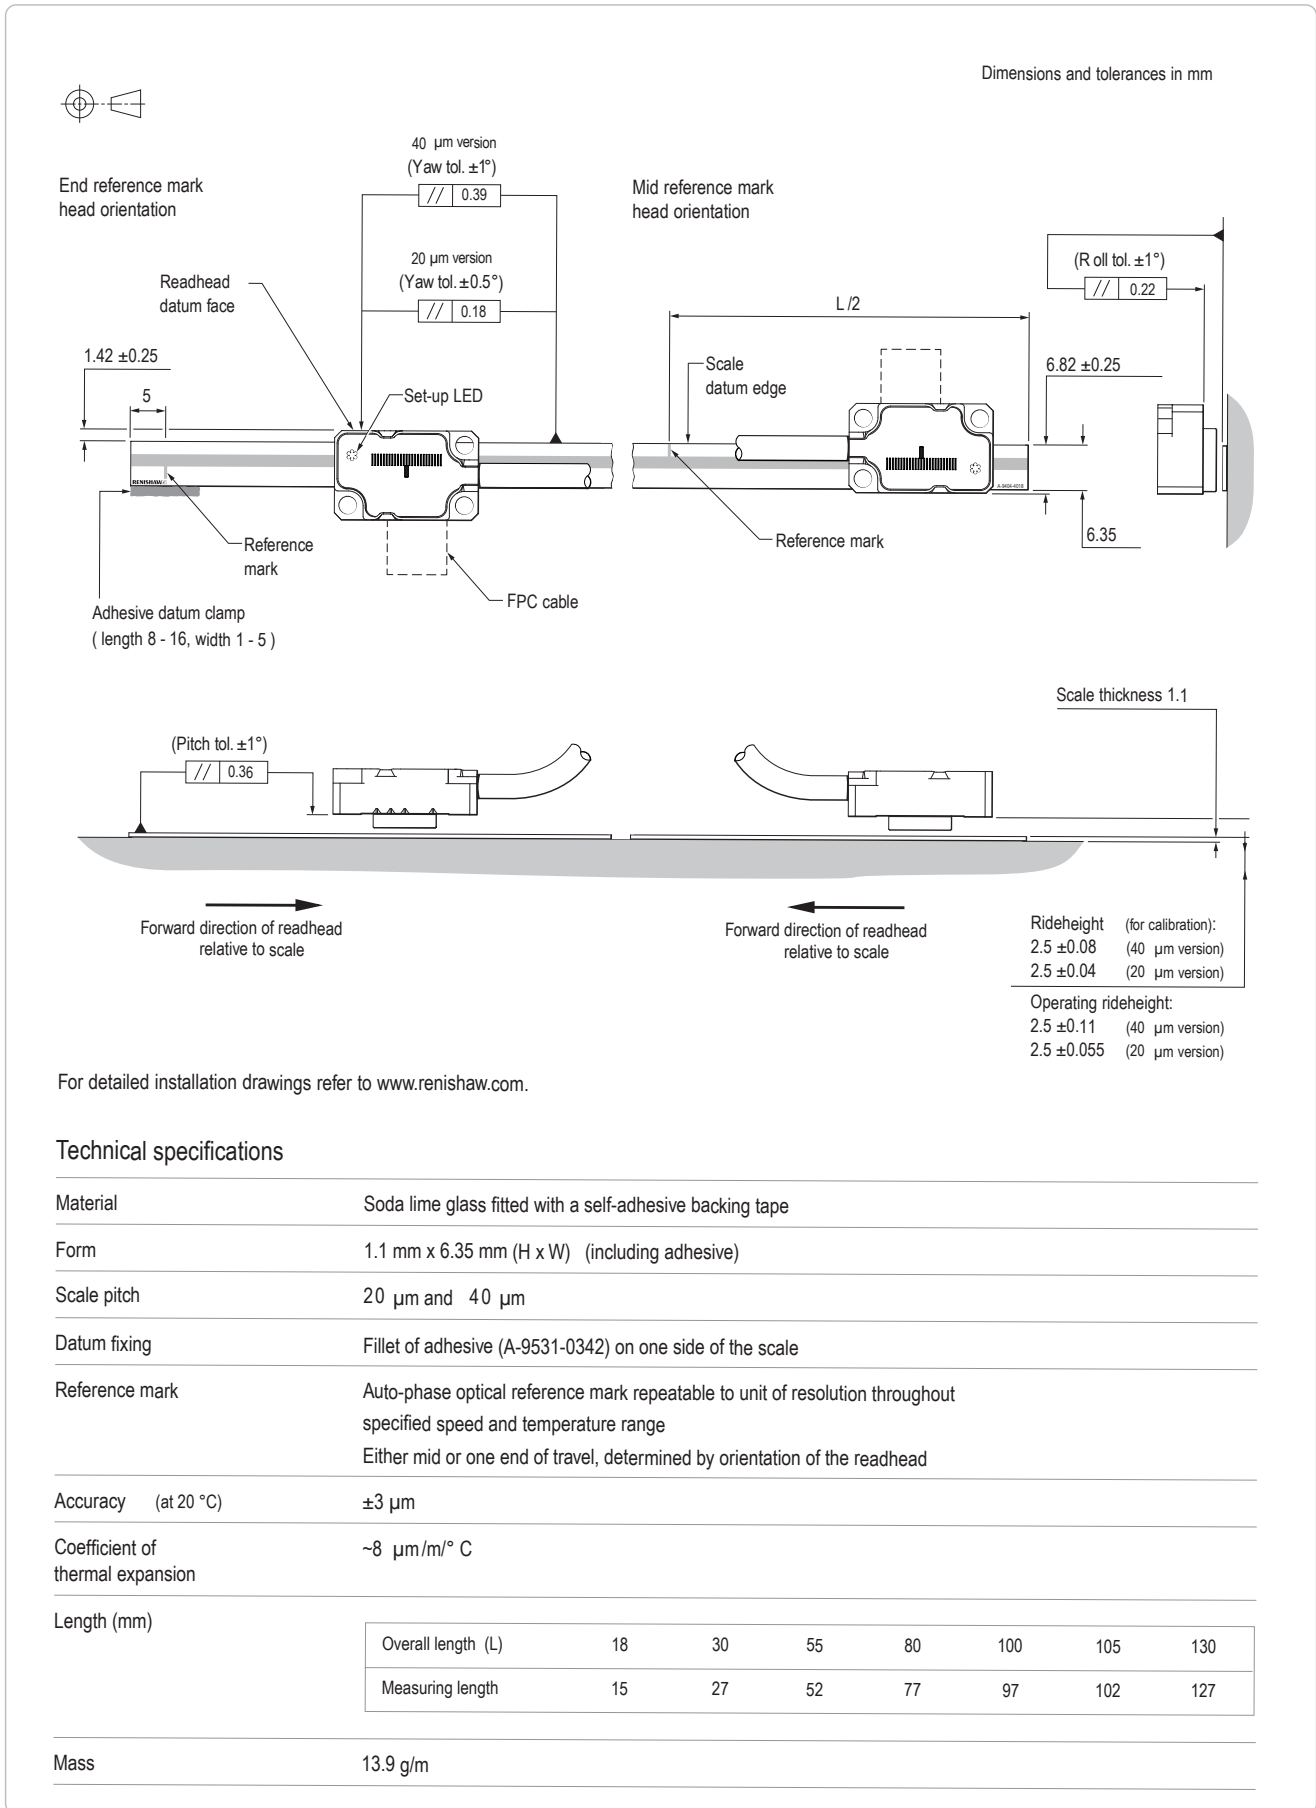 Dimensions and tolerances in mm
End reference mark
head orientation
40 µm version
(Yaw tol. ±1°)
// 0.39
20 µm version
(Yaw tol. ±0.5°)
// 0.18
Mid reference mark
head orientation
(R oll tol. ±1°)
// 0.22
Readhead
datum face
L /2
1.42 ±0.25
5
Set-up LED
Scale
datum edge
6.82 ±0.25
RENISHAW
A-9404-4018
Reference
mark
Reference mark
6.35
FPC cable
Adhesive datum clamp
( length 8 - 16, width 1 - 5 )
Scale thickness 1.1
(Pitch tol. ±1°)
// 0.36
Forward direction of readhead
relative to scale
Forward direction of readhead
relative to scale
Rideheight (for calibration):
2.5 ±0.08 (40 µm version)
2.5 ±0.04 (20 µm version)
Operating rideheight:
2.5 ±0.11 (40 µm version)
2.5 ±0.055 (20 µm version)
For detailed installation drawings refer to www.renishaw.com.
Technical specifications
Material Soda lime glass fitted with a self-adhesive backing tape
Form 1.1 mm x 6.35 mm (H x W) (including adhesive)
Scale pitch 20 µm and 40 µm
Datum fixing Fillet of adhesive (A-9531-0342) on one side of the scale
Reference mark Auto-phase optical reference mark repeatable to unit of resolution throughout
specified speed and temperature range
Either mid or one end of travel, determined by orientation of the readhead
Accuracy (at 20 °C) ±3 µm
Coefficient of ~8 µm/m/° C
thermal expansion
Length (mm)
Overall length (L) 18 30 55 80 100 105 130
Measuring length 15 27 52 77 97 102 127
Mass 13.9 g/m